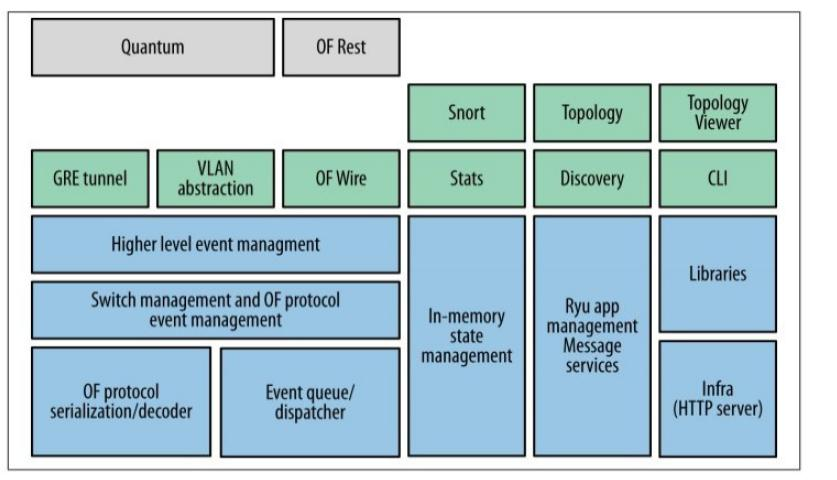 Quantum
OF Rest
Snort
Topology
Topology
Viewer
GRE tunnel
VLAN
abstraction
OF Wire
Stats
Discovery
CLI
Higher level event managment
Switch management and OF protocol
event management
OF protocol
serialization/decoder
Event queue/
dispatcher
In-memory
state
management
Ryu app
management
Message
services
Libraries
Infra
(HTTP server)